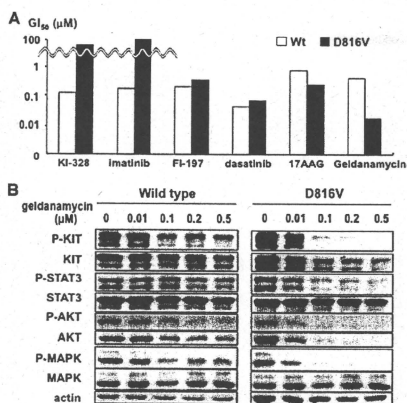 A
GI50 (μM)
Wt D816V
100
1
0.1
0.01
0
KI-328 imatinib FI-197 dasatinib 17AAG Geldanamycin
B
Wild type D816V
geldanamycin
(μM) 0 0.01 0.1 0.2 0.5 0 0.01 0.1 0.2 0.5
P-KIT
KIT
P-STAT3
STAT3
P-AKT
AKT
P-MAPK
MAPK
actin